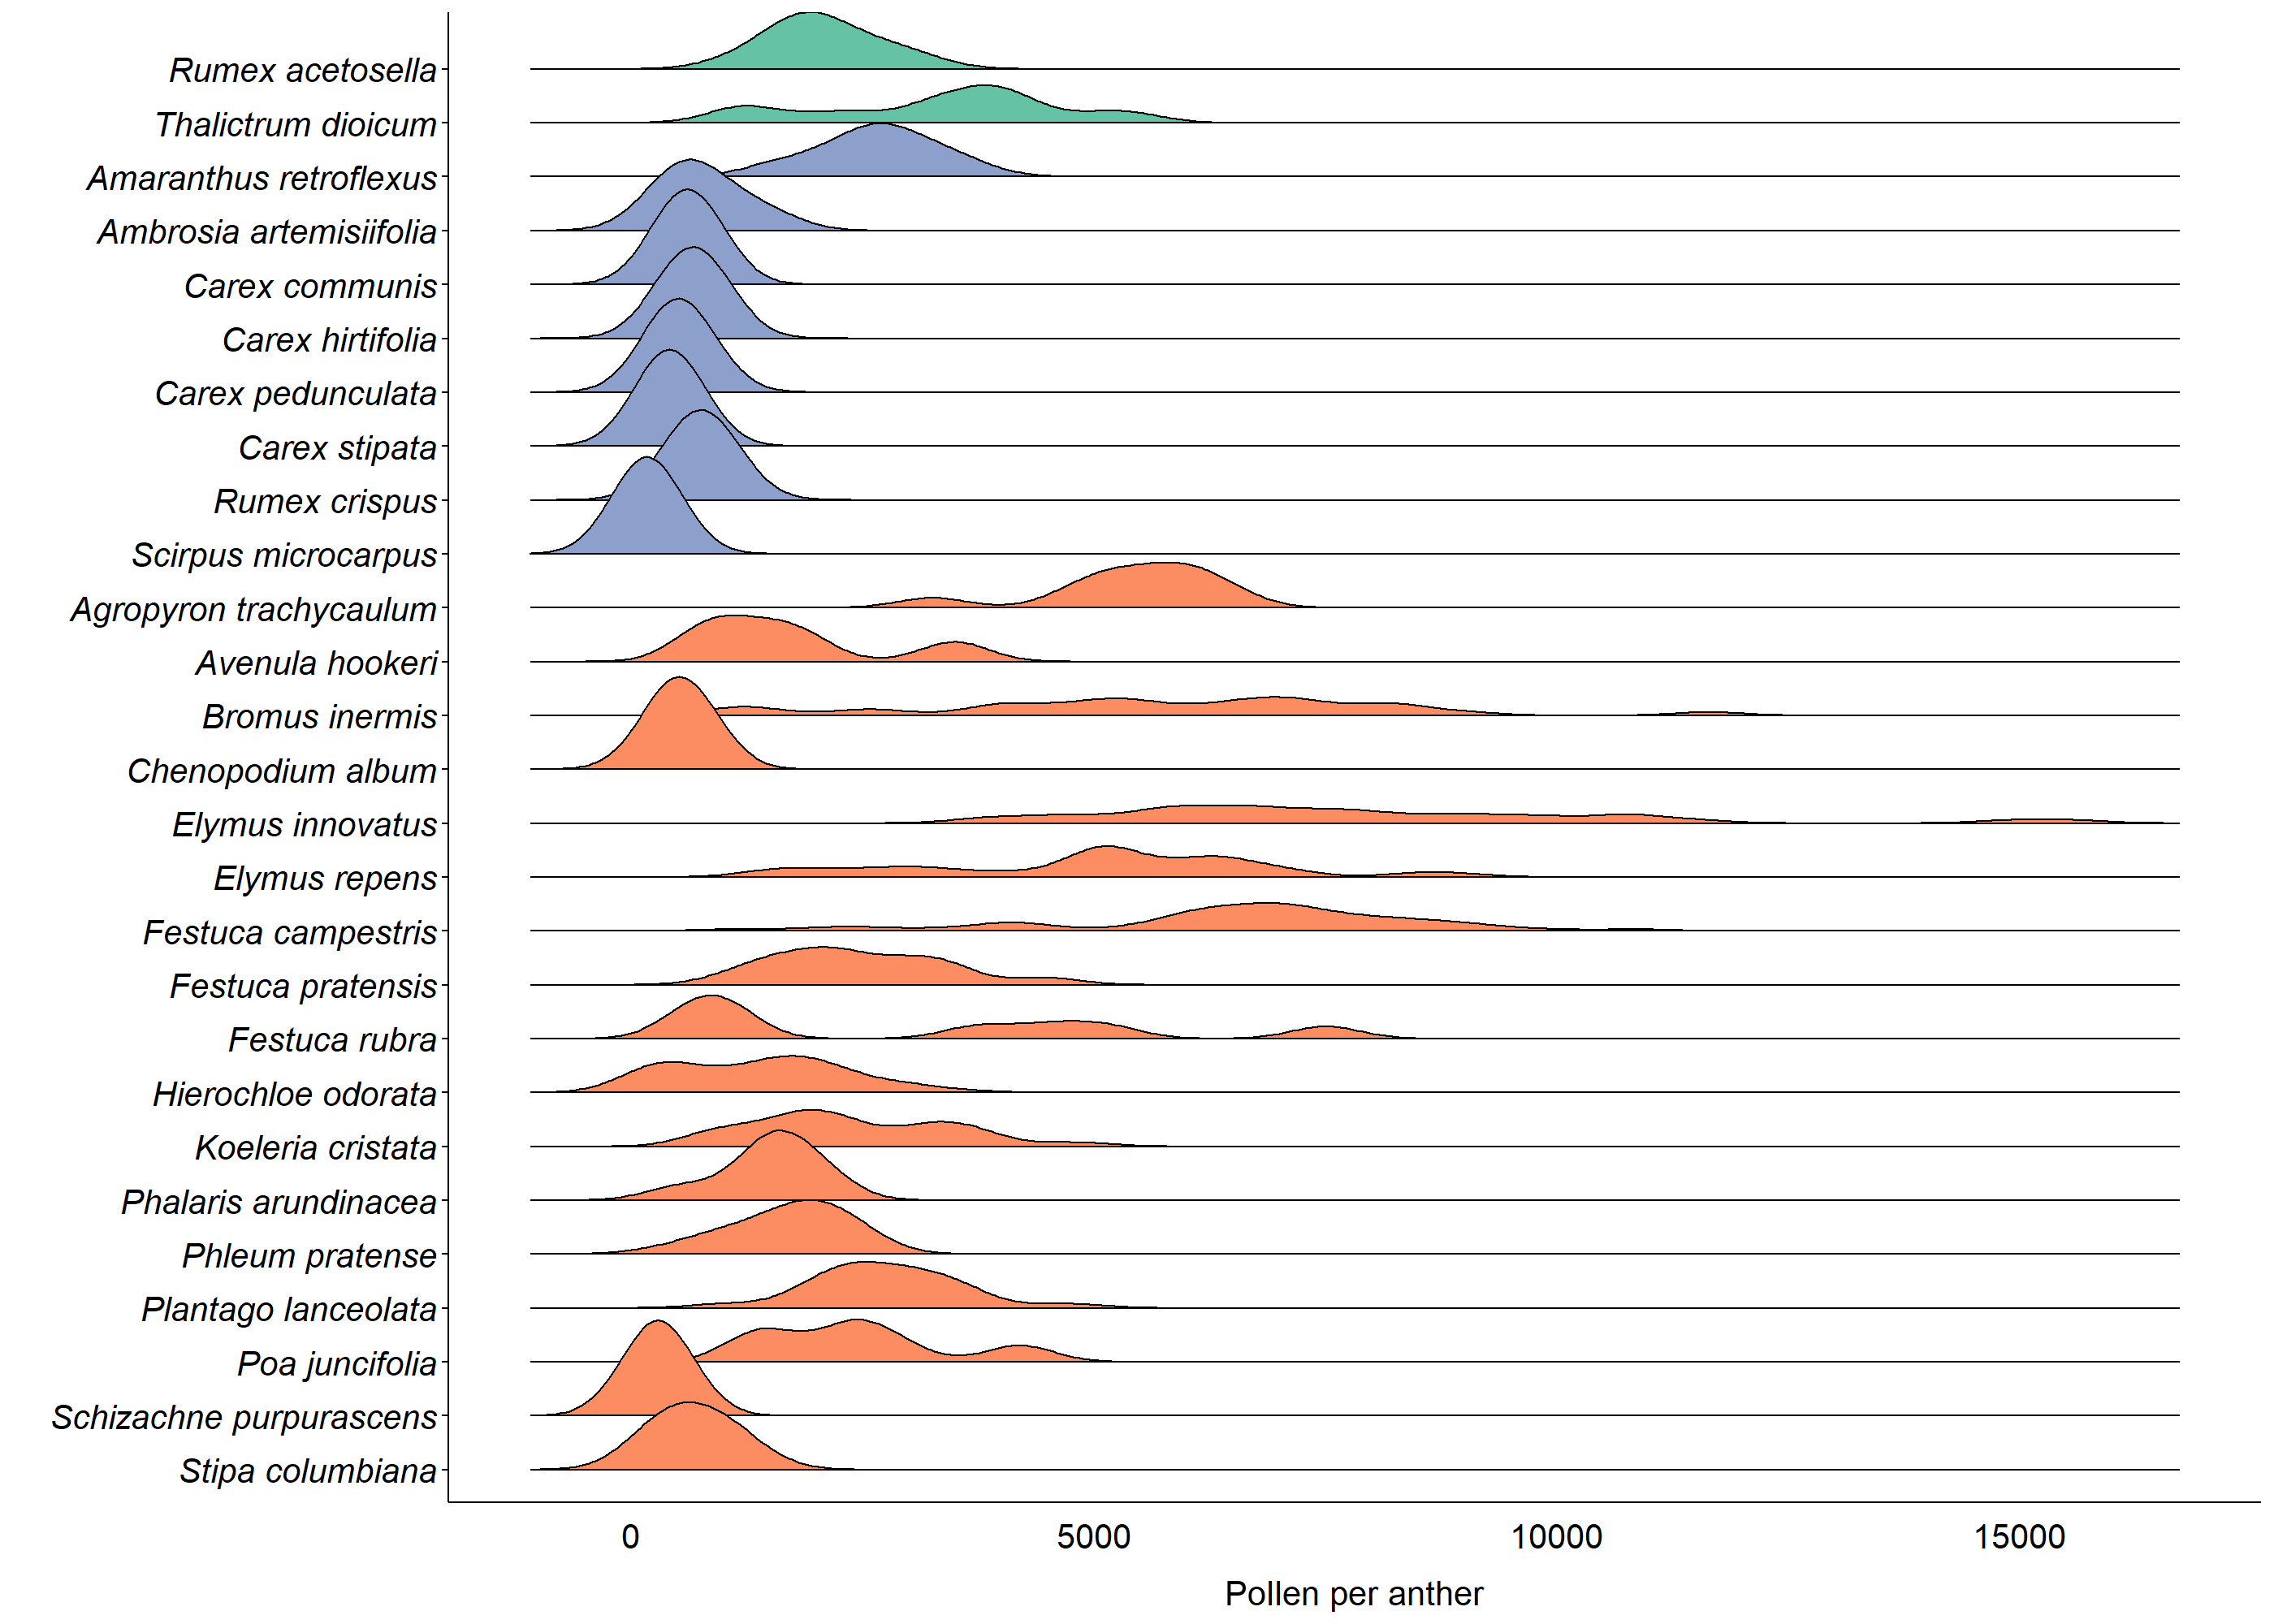 Rumex acetosella
Thalictrum dioicum
Amaranthus retroflexus
Ambrosia artemisiifolia
Carex communis
Carex hirtifolia
Carex pedunculata
Carex stipata
Rumex crispus
Scirpus microcarpus
Agropyron trachycaulum
Avenula hookeri
Bromus inermis
Chenopodium album
Elymus innovatus
Elymus repens
Festuca campestris
Festuca pratensis
Festuca rubra
Hierochloe odorata
Koeleria cristata
Phalaris arundinacea
Phleum pratense
Plantago lanceolata
Poa juncifolia
Schizachne purpurascens
Stipa columbiana
0 5000 10000 15000
Pollen per anther